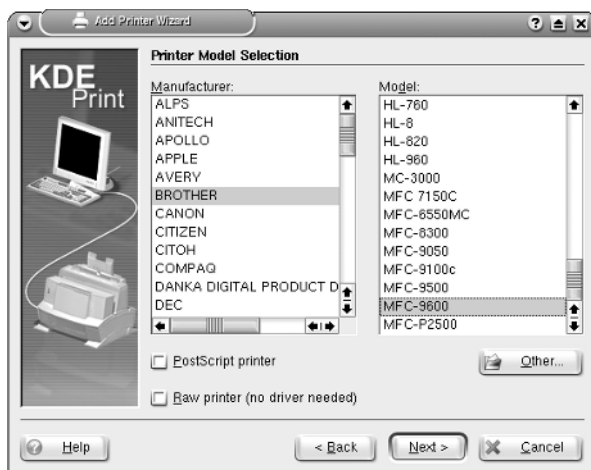 Add Printer Wizard
KDE
Print
Printer Model Selection
Manufacturer:
ALPS
ANITECH
APOLLO
APPLE
AVERY
BROTHER
CANON
CITIZEN
CITOH
COMPAQ
DANKA DIGITAL PRODUCT D
DEC
Model:
HL-760
HL-8
HL-820
HL-960
MC-3000
MFC 7150C
MFC-6550MC
MFC-8300
MFC-9050
MFC-9100c
MFC-9500
MFC-9600
MFC-P2500
PostScript printer
Other...
Raw printer (no driver needed)
Help
< Back
Next >
Cancel